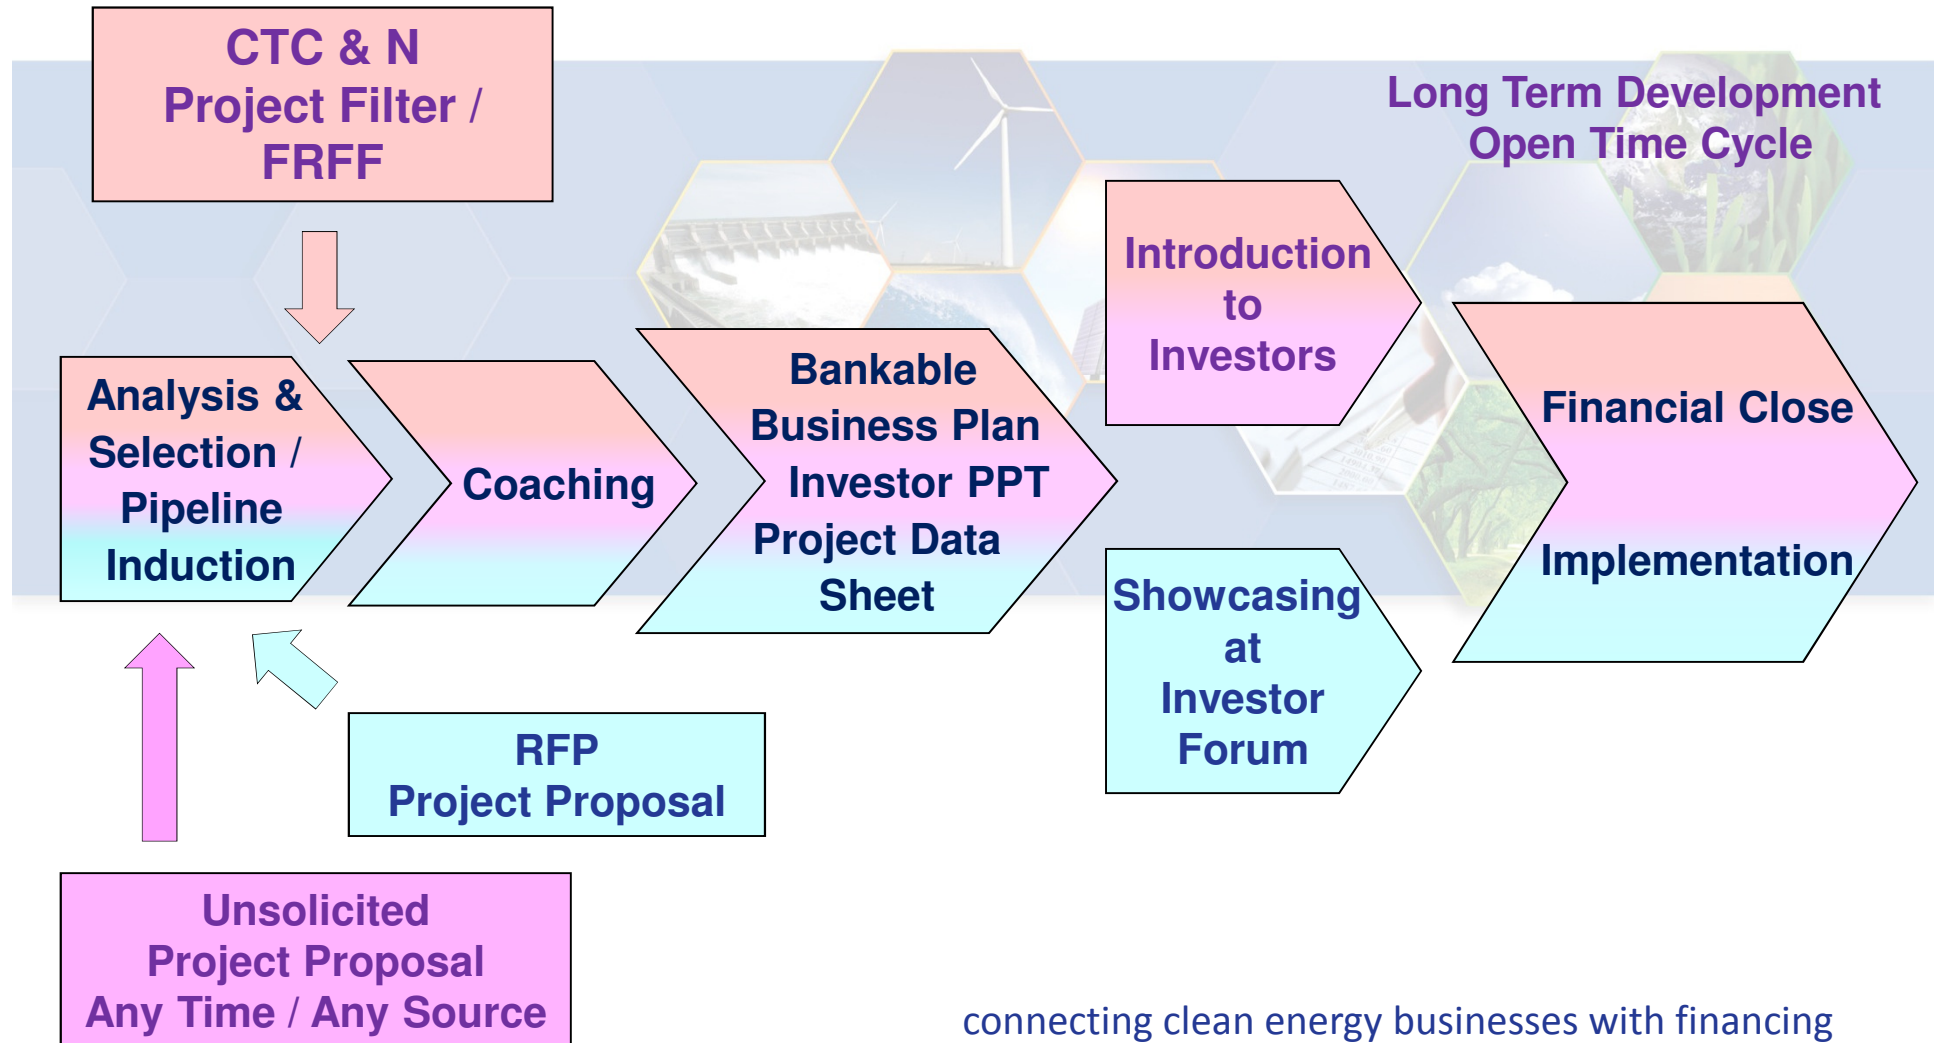 CTC & N
Project Filter /
FRFF
Long Term Development
Open Time Cycle
Analysis &
Selection /
Pipeline
Induction
Coaching
Bankable
Business Plan
Investor PPT
Project Data
Sheet
Introduction
to
Investors
Showcasing
at
Investor
Forum
Financial Close
Implementation
RFP
Project Proposal
Unsolicited
Project Proposal
Any Time / Any Source
connecting clean energy businesses with financing